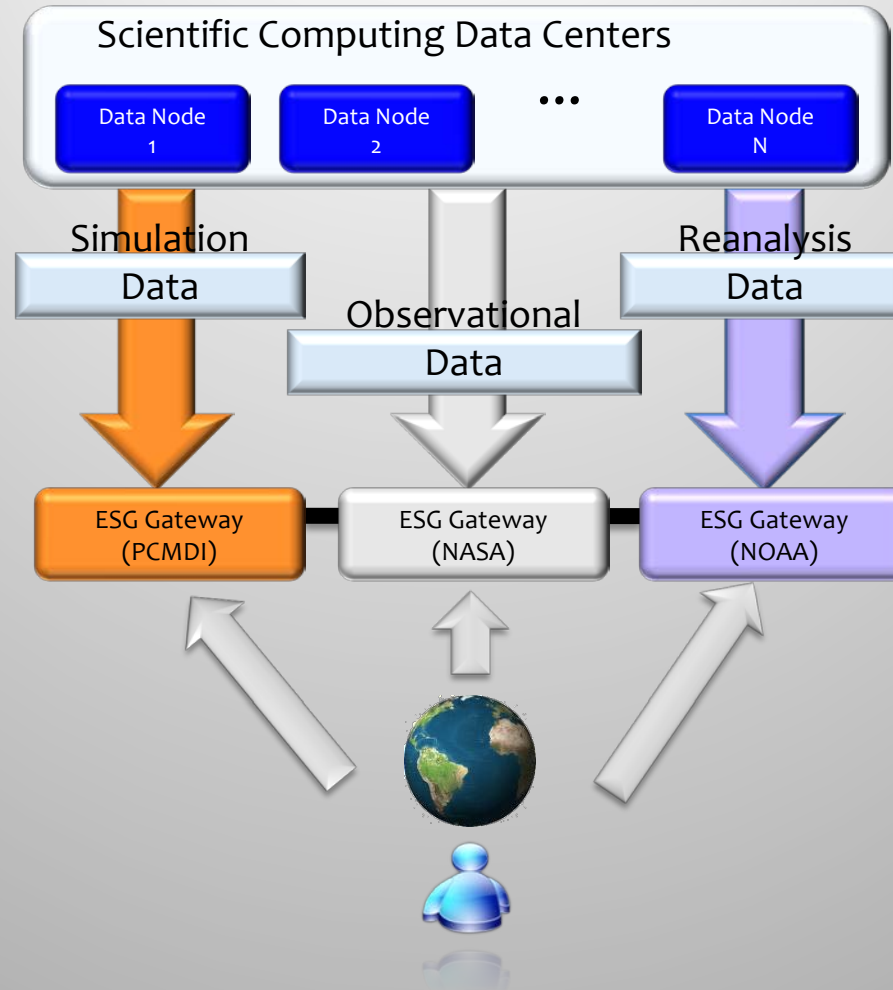 Scientific Computing Data Centers
Data Node
1
Data Node
2
...
Data Node
N
Simulation
Data
Observational
Data
Reanalysis
Data
ESG Gateway
(PCMDI)
ESG Gateway
(NASA)
ESG Gateway
(NOAA)